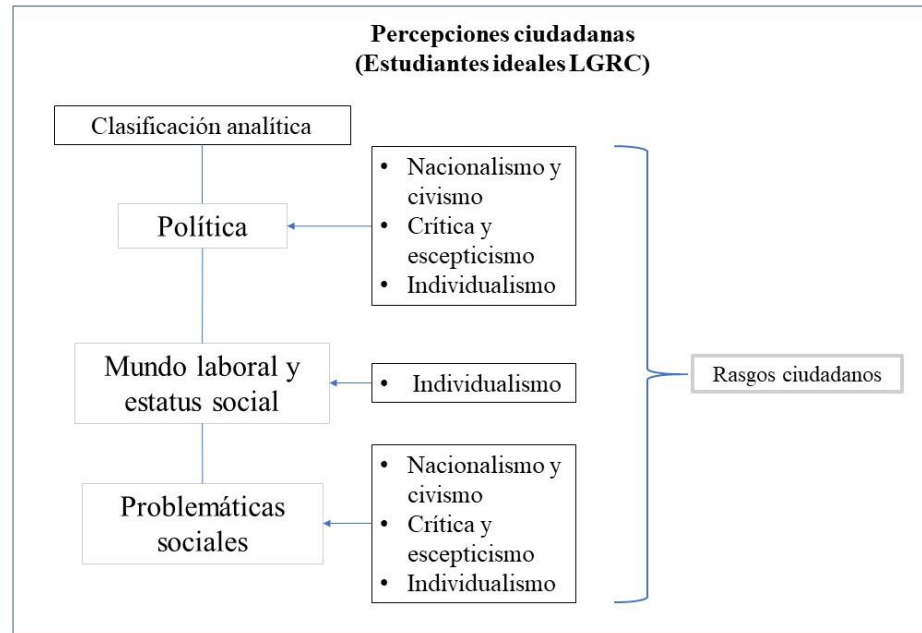 Percepciones ciudadanas
(Estudiantes ideales LGRC)
Clasificación analítica
Política
• Nacionalismo y
civismo
• Crítica y
escepticismo
• Individualismo
Mundo laboral y
estatus social
• Individualismo
Problemáticas
sociales
• Nacionalismo y
civismo
• Crítica y
escepticismo
• Individualismo
Rasgos ciudadanos